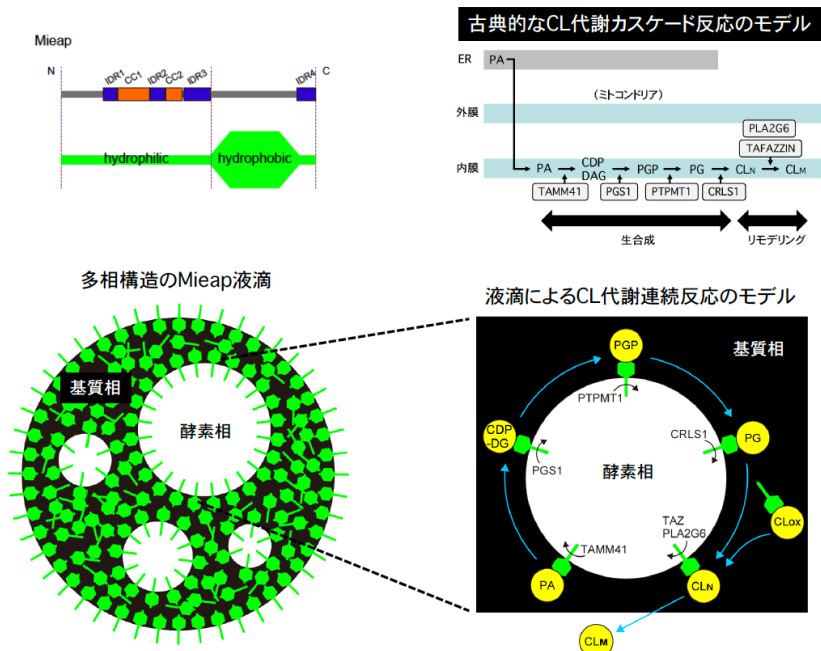 Mieap
N
IDR1
CC1
IDR2
CC2
IDR3
IDR4
C
hydrophilic
hydrophobic
古典的なCL代謝カスケード反応のモデル
ER
PA
(ミトコンドリア)
外膜
PLA2G6
TAFAZZIN
内膜
PA
CDP
DAG
PGP
PG
CLN
CLM
TAMM41
PGS1
PTPMT1
CRLS1
生合成
リモデリング
多相構造のMieap液滴
基質相
酵素相
液滴によるCL代謝連続反応のモデル
基質相
PGP
PTPMT1
CDP
-DG
PGS1
CRLS1
PG
酵素相
CLox
TAMM41
TAZ
PLA2G6
PA
CLN
CLM